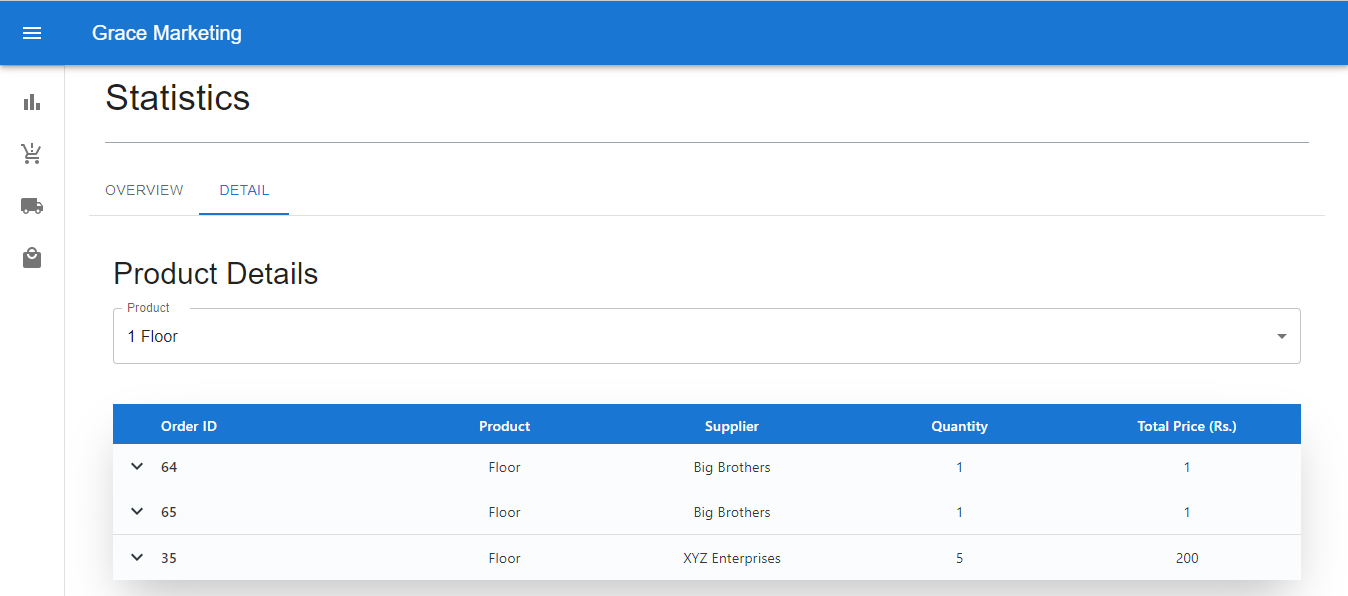 Grace Marketing
Statistics
OVERVIEW DETAIL
Product Details
Product
1 Floor
Order ID Product Supplier Quantity Total Price (Rs.)
64 Floor Big Brothers 1 1
65 Floor Big Brothers 1 1
35 Floor XYZ Enterprises 5 200